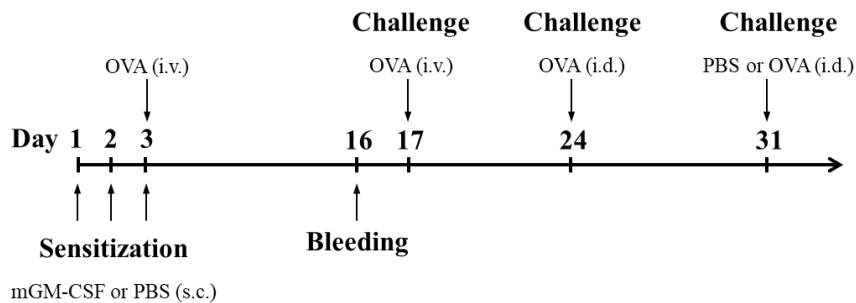 Challenge Challenge Challenge
OVA (i.v.) OVA (i.v.) OVA (i.d.) PBS or OVA (i.d.)
Day 1 2 3 16 17 24 31
Sensitization Bleeding
mGM-CSF or PBS (s.c.)